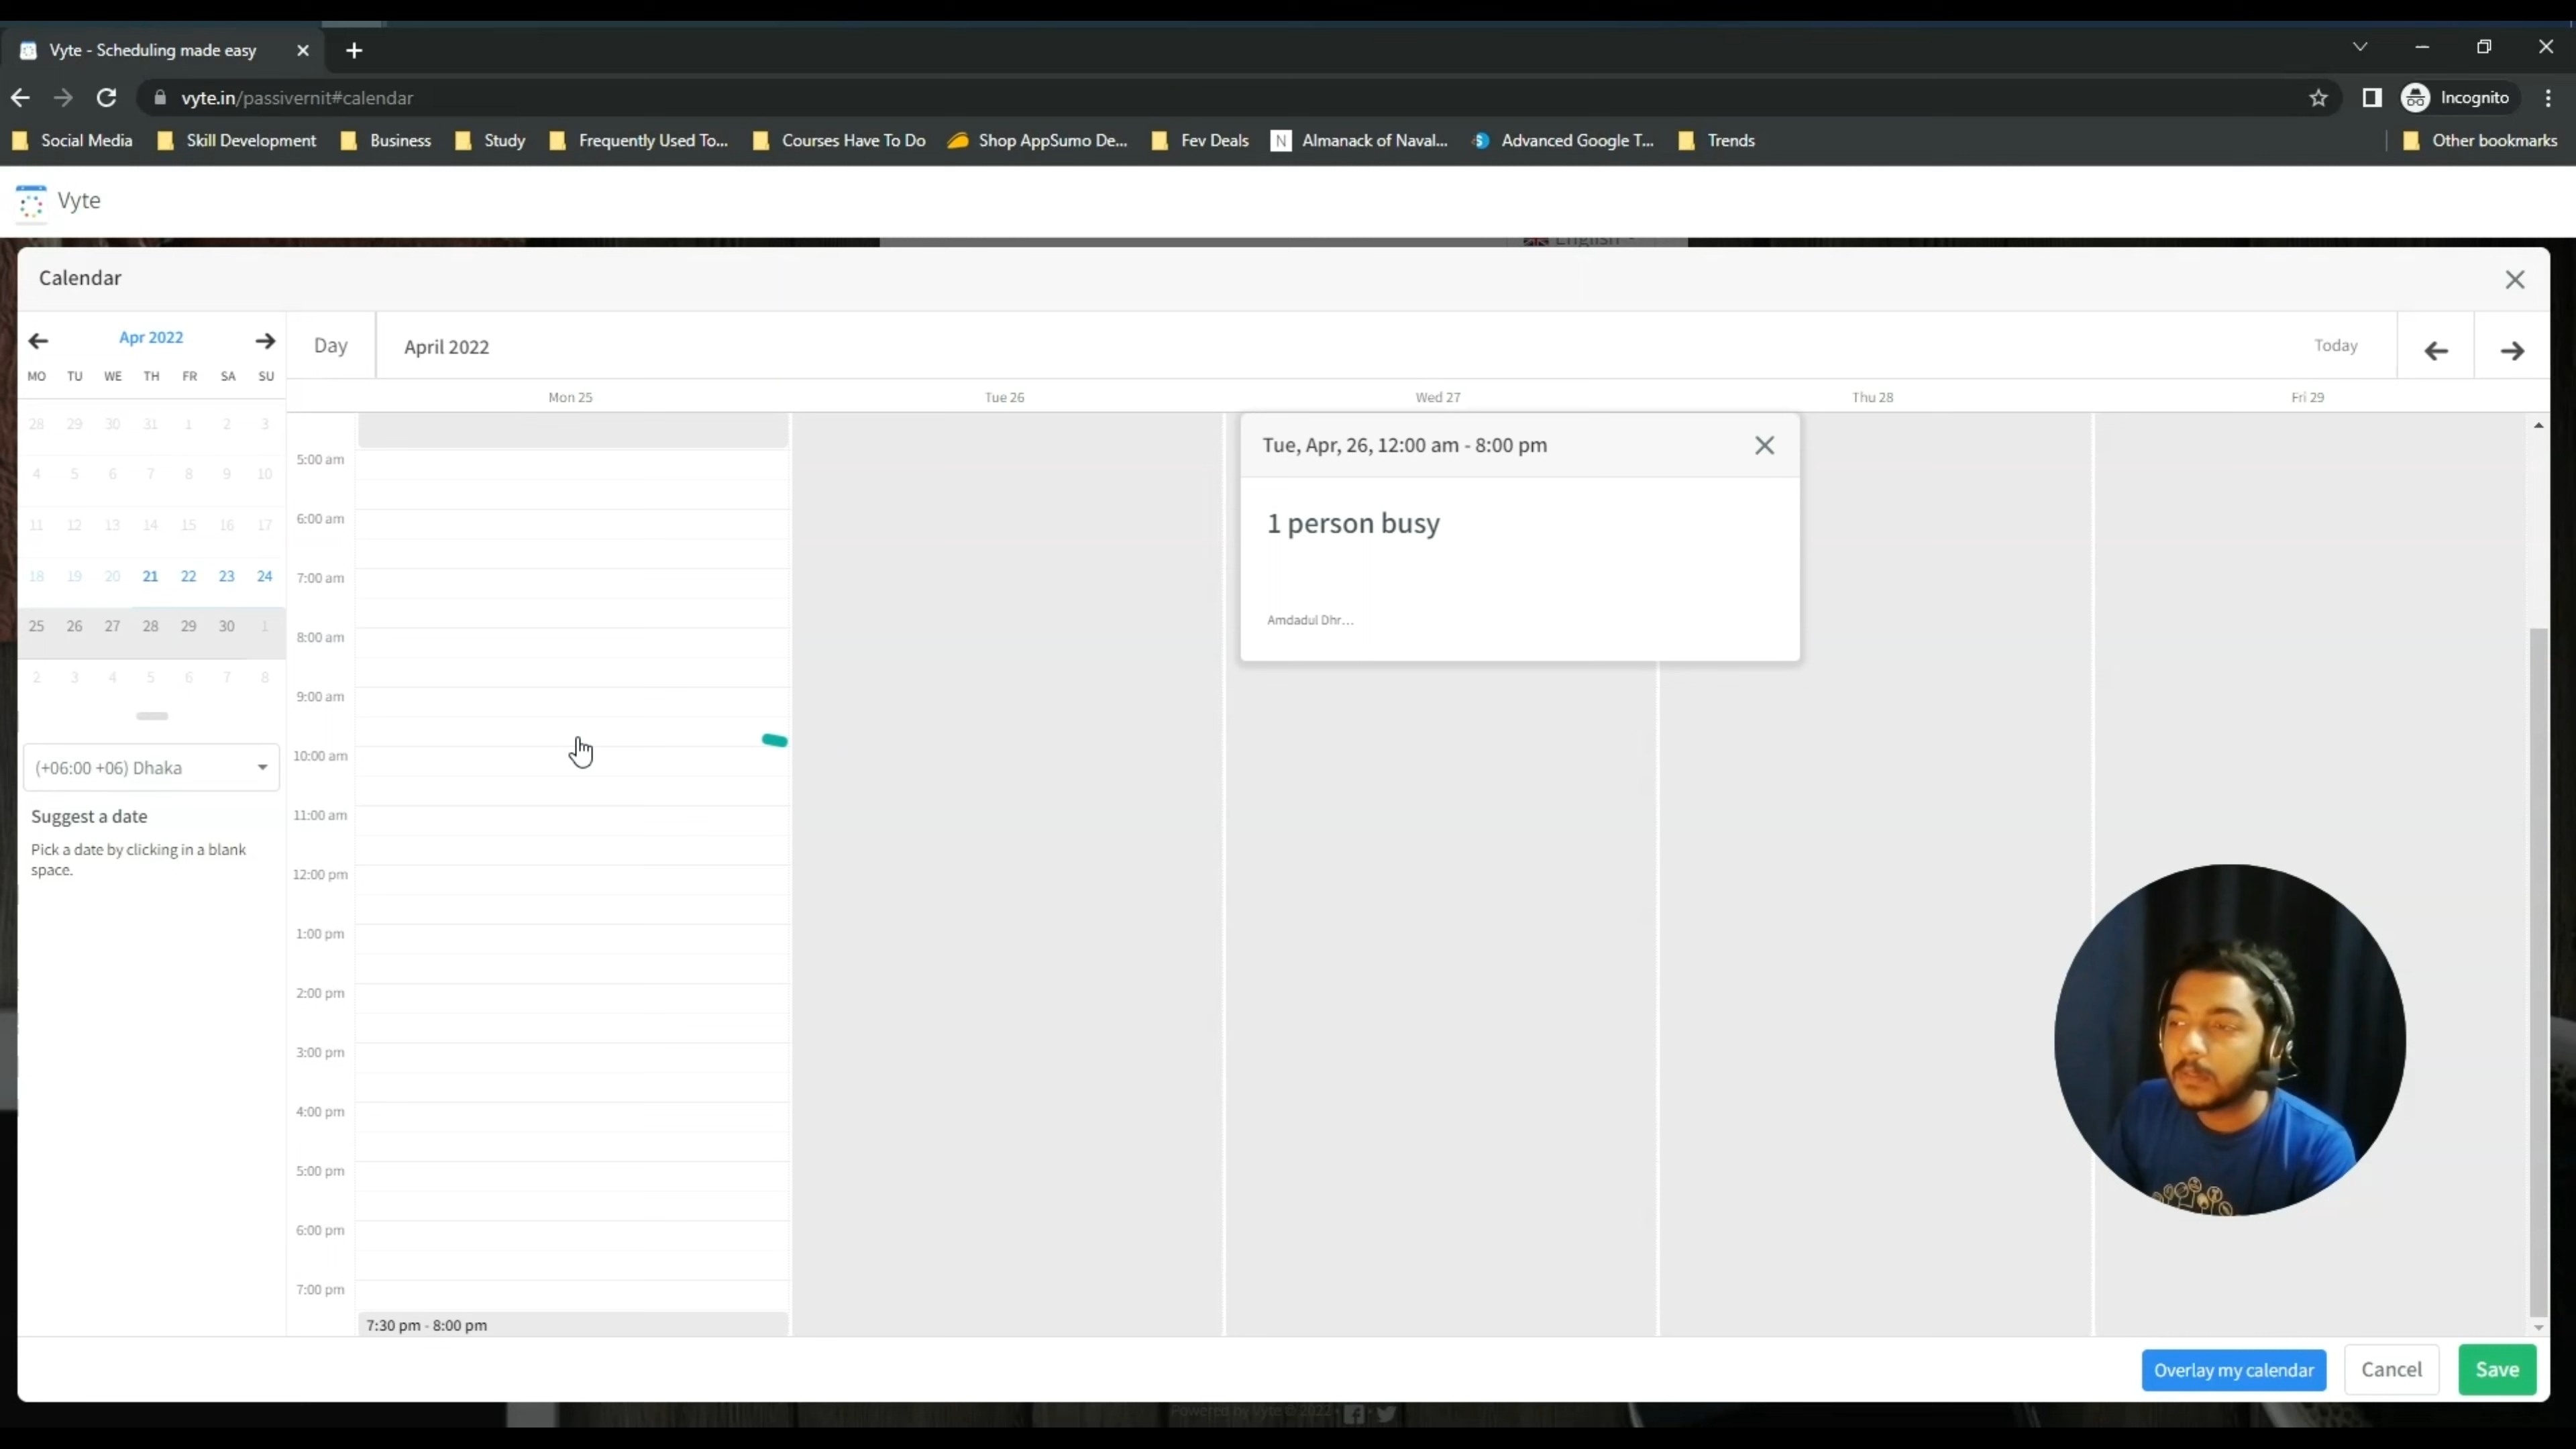 Vyte - Scheduling made easy
vyte.in/passivernit#calendar
Incognito
Social Media
Skill Development
Business
Study
Frequently Used To...
Courses Have To Do
Shop AppSumo De...
Fev Deals
N
Almanack of Naval...
Advanced Google T...
Trends
Other bookmarks
Vyte
English
Calendar
Apr 2022
MO TU WE TH FR SA SU
28 29 30 31 1 2 3
4 5 6 7 8 9 10
11 12 13 14 15 16 17
18 19 20 21 22 23 24
25 26 27 28 29 30 1
2 3 4 5 6 7 8
(+06:00 +06) Dhaka
Suggest a date
Pick a date by clicking in a blank
space.
Day
April 2022
Today
Mon 25
Tue 26
Wed 27
Thu 28
Fri 29
5:00 am
6:00 am
7:00 am
8:00 am
9:00 am
10:00 am
11:00 am
12:00 pm
1:00 pm
2:00 pm
3:00 pm
4:00 pm
5:00 pm
6:00 pm
7:00 pm
7:30 pm - 8:00 pm
Tue, Apr, 26, 12:00 am - 8:00 pm
1 person busy
Amdadul Dhr...
Overlay my calendar
Cancel
Save
Powered by Vyte © 2022